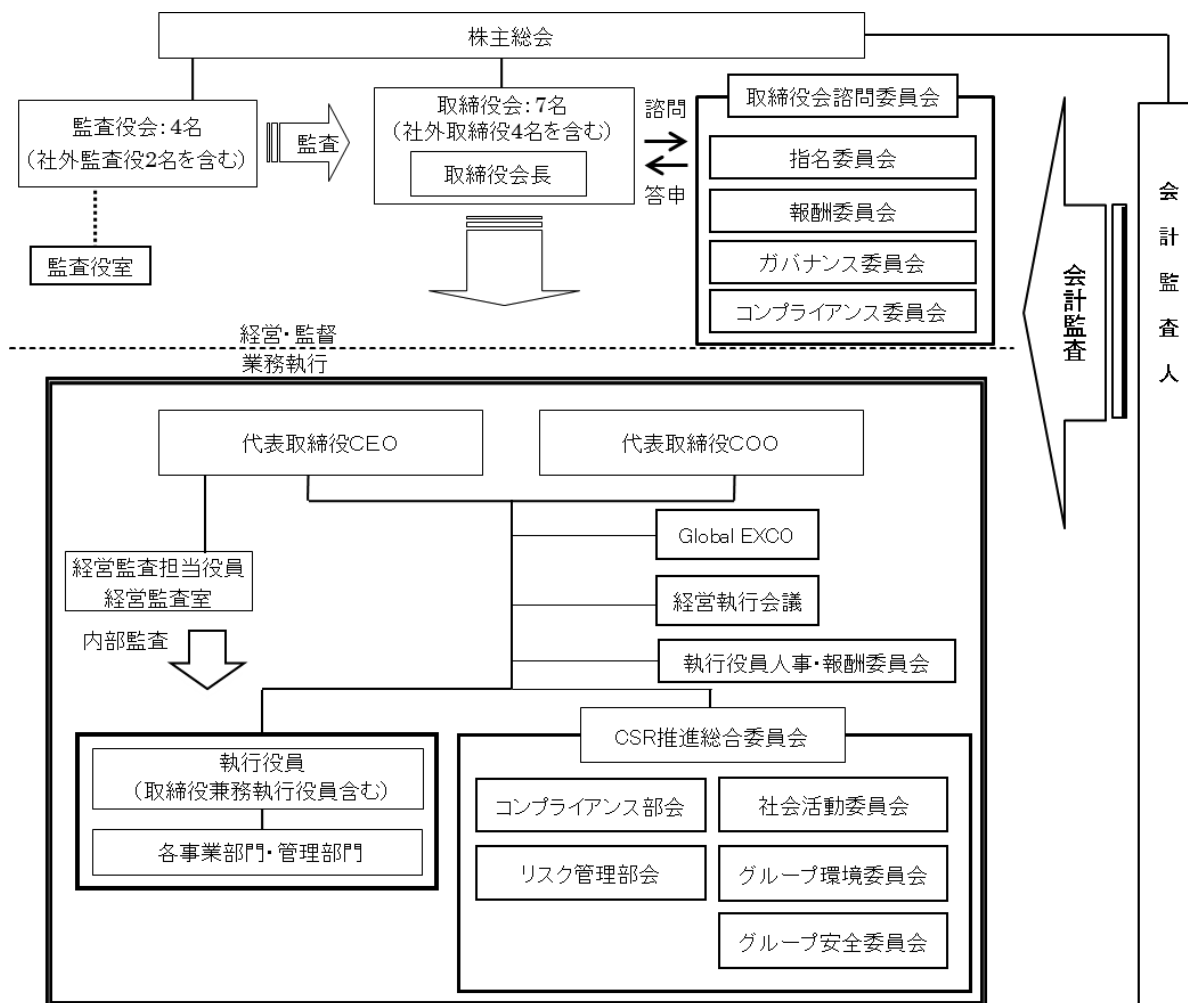 株主総会
監査役会：4名
（社外監査役2名を含む）
監査
取締役会：7名
（社外取締役4名を含む）
取締役会長
諮問
答申
取締役会諮問委員会
指名委員会
報酬委員会
ガバナンス委員会
コンプライアンス委員会
監査役室
会計監査
会計監査人
経営・監督
業務執行
代表取締役CEO
代表取締役COO
Global EXCO
経営監査担当役員
経営監査室
経営執行会議
内部監査
執行役員人事・報酬委員会
執行役員
（取締役兼務執行役員含む）
各事業部門・管理部門
CSR推進総合委員会
コンプライアンス部会
社会活動委員会
リスク管理部会
グループ環境委員会
グループ安全委員会